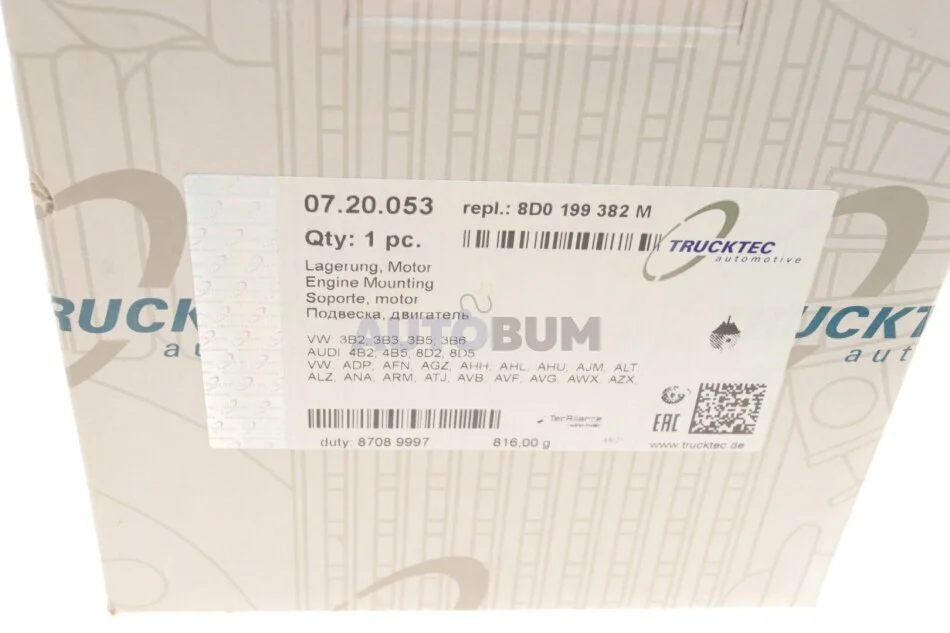 07.20.053 repl.: 8D0 199 382 M
Qty: 1 pc.
TRUCKTEC
automotive
Lagerung, Motor
Engine Mounting
Soporte, motor
Подвеска, двигатель
AUTOBUM
VW: 3B2, 3B3, 3B5, 3B6
AUDI: 4B2, 4B5, 8D2, 8D5
VW: ADP, AFN, AGZ, AHH, AHL, AHU, AJM, ALT,
ALZ, ANA, ARM, ATJ, AVB, AVF, AVG, AWX, AZX,
RUCK
au
UCKT
aut
EAC
duty: 8708 9997 816,00 g
www.trucktec.de